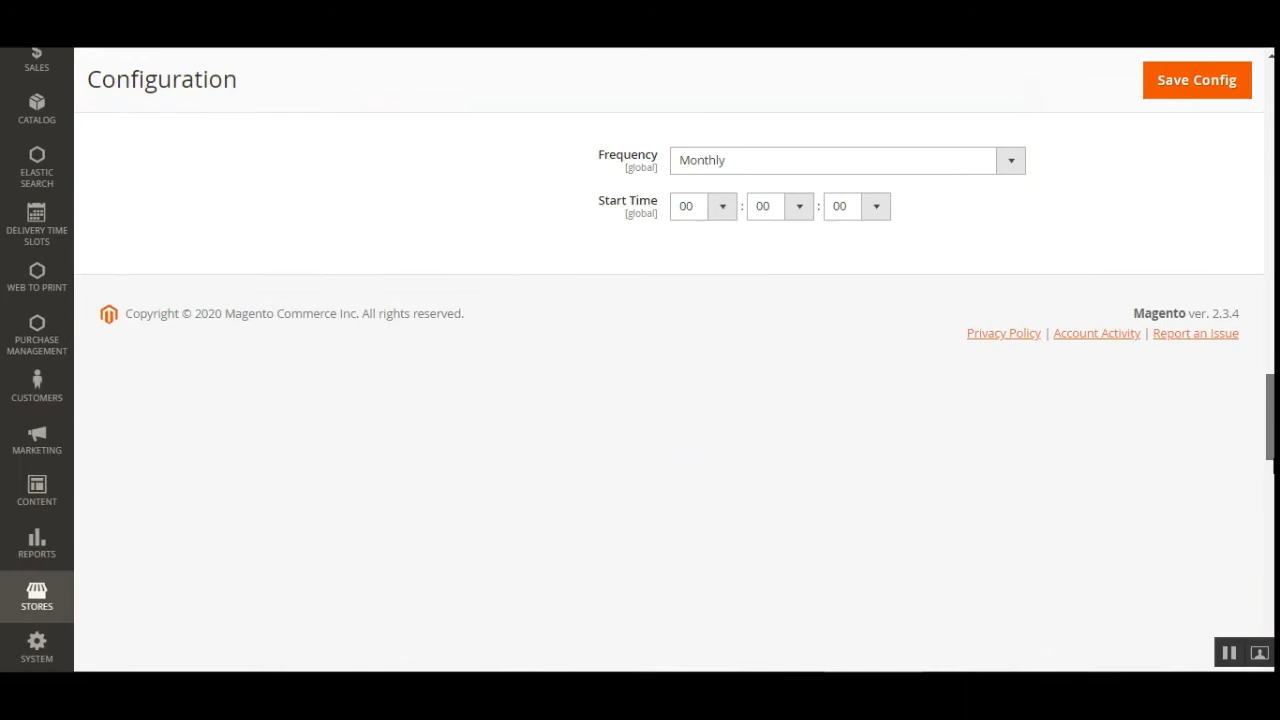 SALES
CATALOG
ELASTIC
SEARCH
DELIVERY TIME
SLOTS
WEB TO PRINT
PURCHASE
MANAGEMENT
CUSTOMERS
MARKETING
CONTENT
REPORTS
STORES
SYSTEM
Configuration
Save Config
Frequency
[global]
Monthly
Start Time
[global]
00 : 00 : 00
Copyright © 2020 Magento Commerce Inc. All rights reserved.
Magento ver. 2.3.4
Privacy Policy | Account Activity | Report an Issue